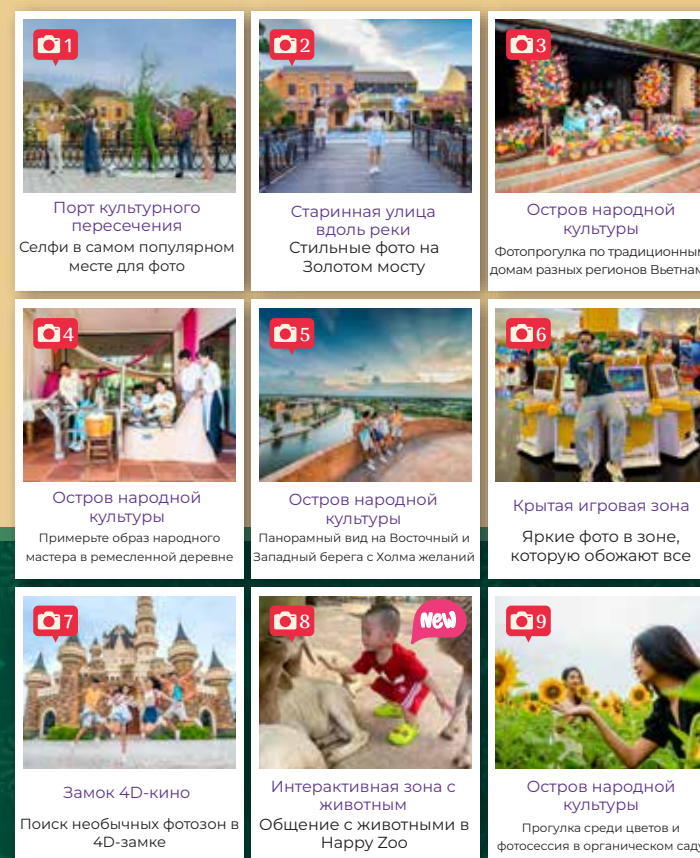 1
Порт культурного
пересечения
Селфи в самом популярном
месте для фото
2
Старинная улица
вдоль реки
Стильные фото на
Золотом мосту
3
Остров народной
культуры
Фотопрогулка по традиционным
домам разных регионов
4
Остров народной
культуры
Примерьте образ народного
мастера в ремесленной деревне
5
Остров народной
культуры
Панорамный вид на Восточный и
Западный берега с Холма желаний
6
Крытая игровая зона
Яркие фото в зоне,
которую обожают все
7
Замок 4D-кино
Поиск необычных фотозон в
4D-замке
8
New
Интерактивная зона с
животным
Общение с животными в
Happy Zoo
9
Остров народной
культуры
Прогулка среди цветов и
фотосессия в органическом саду